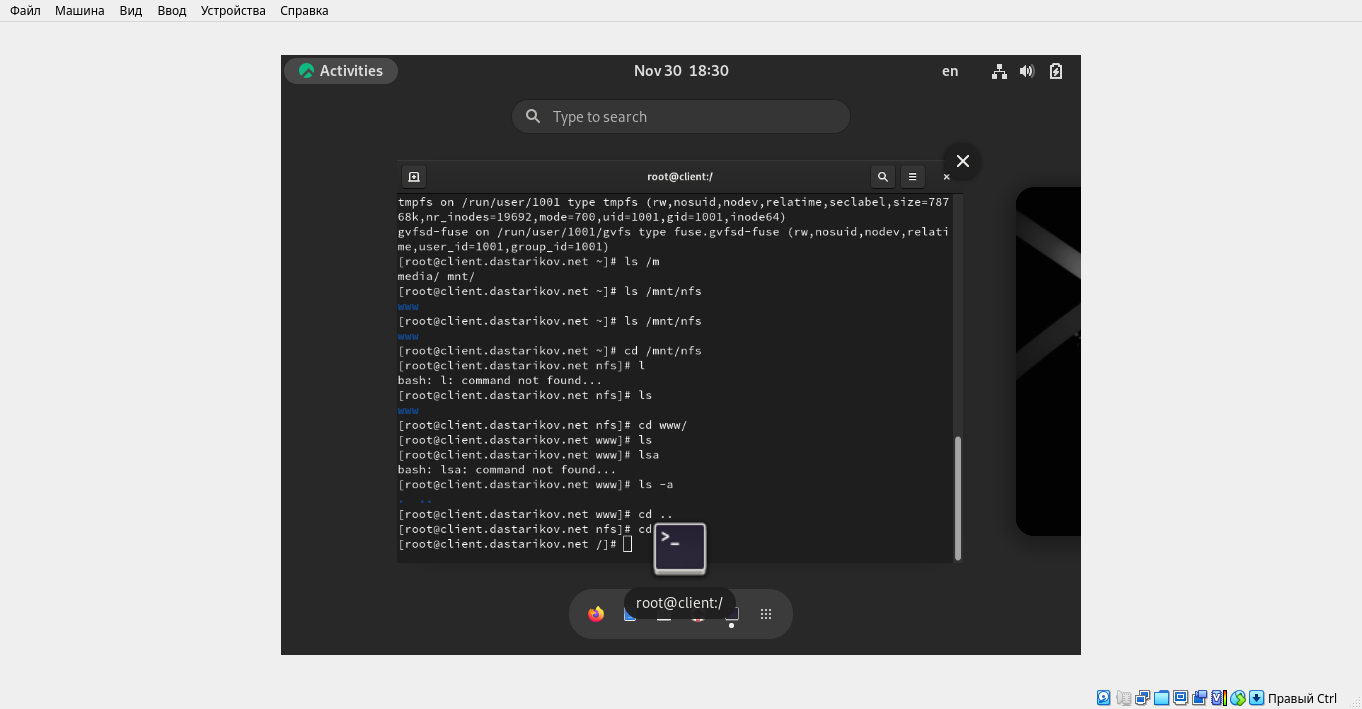 Файл Машина Вид Ввод Устройства Справка
Activities Nov 30 18:30 en
Type to search
root@client:/
tmpfs on /run/user/1001 type tmpfs (rw,nosuid,nodev,relatime,seclabel,size=787
68k,nr_inodes=19692,mode=700,uid=1001,gid=1001,inode64)
gvfsd-fuse on /run/user/1001/gvfs type fuse.gvfsd-fuse (rw,nosuid,nodev,relati
me,user_id=1001,group_id=1001)
[root@client.dastarikov.net ~]# ls /m
media/ mnt/
[root@client.dastarikov.net ~]# ls /mnt/nfs
www
[root@client.dastarikov.net ~]# ls /mnt/nfs
www
[root@client.dastarikov.net ~]# cd /mnt/nfs
[root@client.dastarikov.net nfs]# l
bash: l: command not found...
[root@client.dastarikov.net nfs]# ls
www
[root@client.dastarikov.net nfs]# cd www/
[root@client.dastarikov.net www]# ls
[root@client.dastarikov.net www]# lsa
bash: lsa: command not found...
[root@client.dastarikov.net www]# ls -a
. ..
[root@client.dastarikov.net www]# cd ..
[root@client.dastarikov.net nfs]# cd
[root@client.dastarikov.net /]#
root@client:/
Правый Ctrl